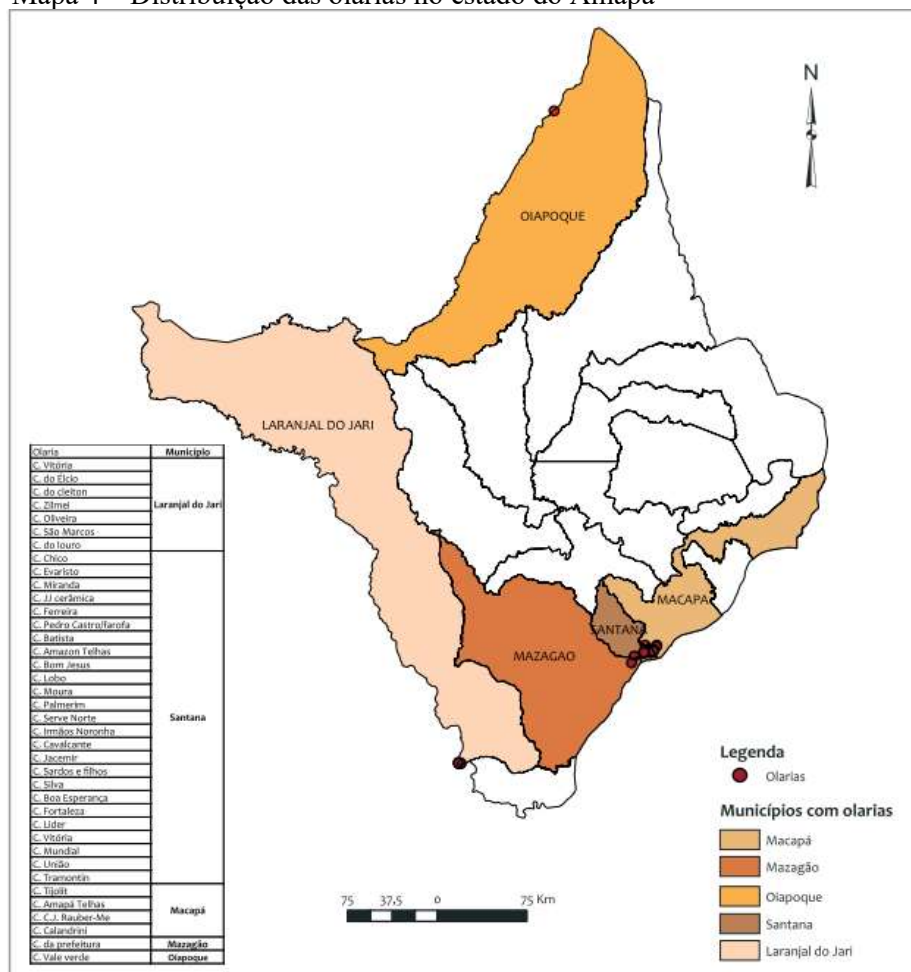 Mapa 4 – Distribuição das olarias no estado do Amapá
N
OIAPOQUE
LARANJAL DO JARI
MACAPA
SANTANA
MAZAGAO
Olaria Município
C. Vitória
C. do Elcio
C. do cleiton
C. Zilmei
C. Oliveira
C. São Marcos
C. do louro
Laranjal do Jari
C. Chico
C. Evaristo
C. Miranda
C. JJ cerâmica
C. Ferreira
C. Pedro Castro/farofa
C. Batista
C. Amazon Telhas
C. Bom Jesus
C. Lobo
C. Moura
C. Palmerim
C. Serve Norte
C. Irmãos Noronha
C. Cavalcante
C. Jacemir
C. Sardos e filhos
C. Silva
C. Boa Esperança
C. Fortaleza
C. Lider
C. Vitória
C. Mundial
C. União
C. Tramontin
Santana
C. Tijolit
C. Amapá Telhas
C. C.J. Rauber-Me
C. Calandrini
Macapá
C. da prefeitura Mazagão
C. Vale verde Oiapoque
Legenda
Olarias
Municípios com olarias
Macapá
Mazagão
Oiapoque
Santana
Laranjal do Jari
75 37,5 0 75 Km